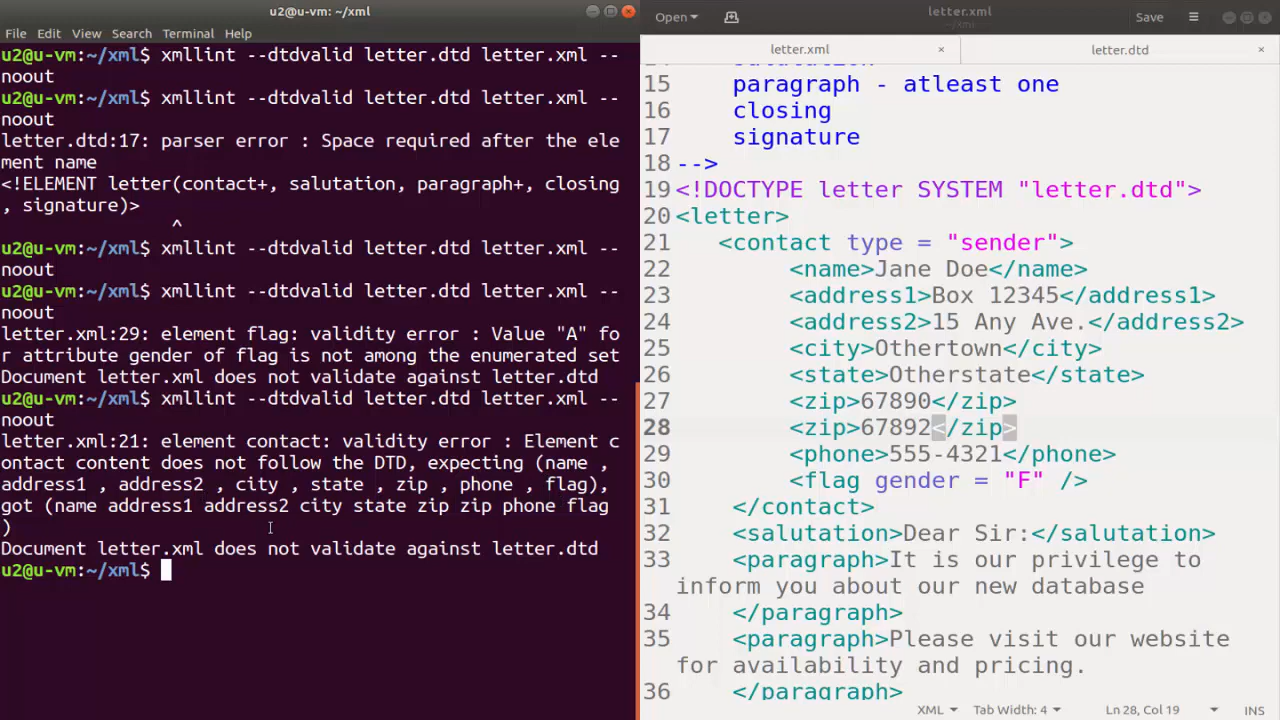 u2@u-vm: ~/xml
File Edit View Search Terminal Help
u2@u-vm:~/xml$ xmllint --dtdvalid letter.dtd letter.xml --
noout
u2@u-vm:~/xml$ xmllint --dtdvalid letter.dtd letter.xml --
noout
letter.dtd:17: parser error : Space required after the ele
ment name
<!ELEMENT letter(contact+, salutation, paragraph+, closing
, signature)>
^
u2@u-vm:~/xml$ xmllint --dtdvalid letter.dtd letter.xml --
noout
u2@u-vm:~/xml$ xmllint --dtdvalid letter.dtd letter.xml --
noout
letter.xml:29: element flag: validity error : Value "A" fo
r attribute gender of flag is not among the enumerated set
Document letter.xml does not validate against letter.dtd
u2@u-vm:~/xml$ xmllint --dtdvalid letter.dtd letter.xml --
noout
letter.xml:21: element contact: validity error : Element c
ontact content does not follow the DTD, expecting (name ,
address1 , address2 , city , state , zip , phone , flag),
got (name address1 address2 city state zip zip phone flag
)
Document letter.xml does not validate against letter.dtd
u2@u-vm:~/xml$
Open
letter.xml
~/xml
Save
letter.xml ×
letter.dtd ×
15 paragraph - atleast one
16 closing
17 signature
18 -->
19 <!DOCTYPE letter SYSTEM "letter.dtd">
20 <letter>
21 <contact type = "sender">
22 <name>Jane Doe</name>
23 <address1>Box 12345</address1>
24 <address2>15 Any Ave.</address2>
25 <city>Othertown</city>
26 <state>Otherstate</state>
27 <zip>67890</zip>
28 <zip>67892</zip>
29 <phone>555-4321</phone>
30 <flag gender = "F" />
31 </contact>
32 <salutation>Dear Sir:</salutation>
33 <paragraph>It is our privilege to
inform you about our new database
34 </paragraph>
35 <paragraph>Please visit our website
for availability and pricing.
36 </paragraph>
XML Tab Width: 4 Ln 28, Col 19 INS